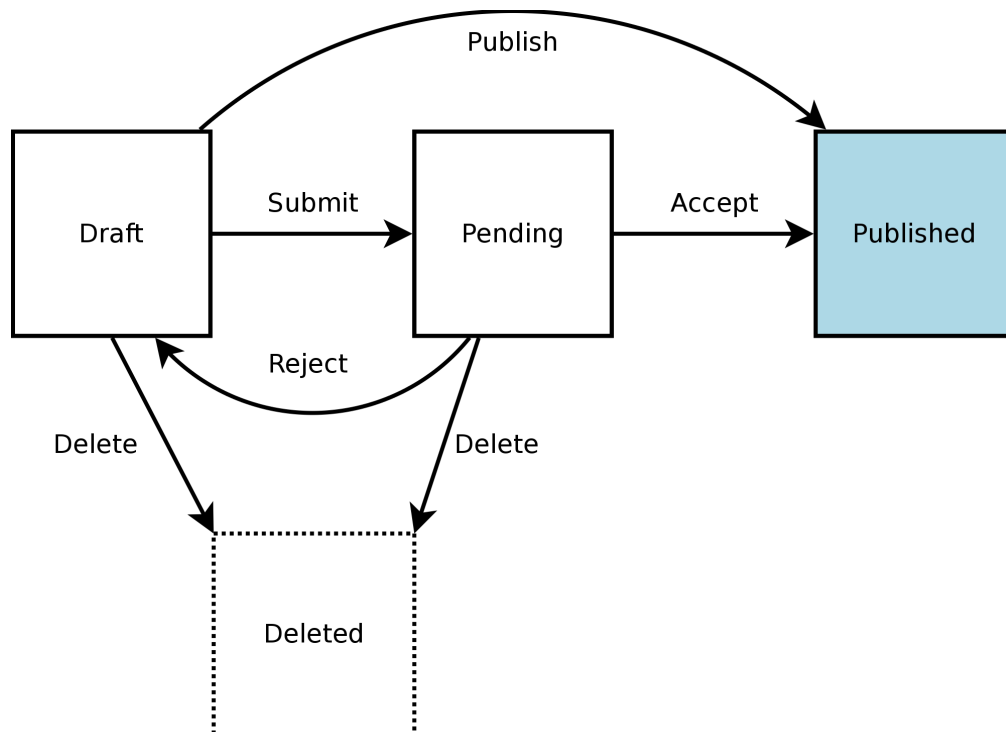 Publish
Submit
Accept
Draft
Pending
Published
Reject
Delete
Delete
Deleted